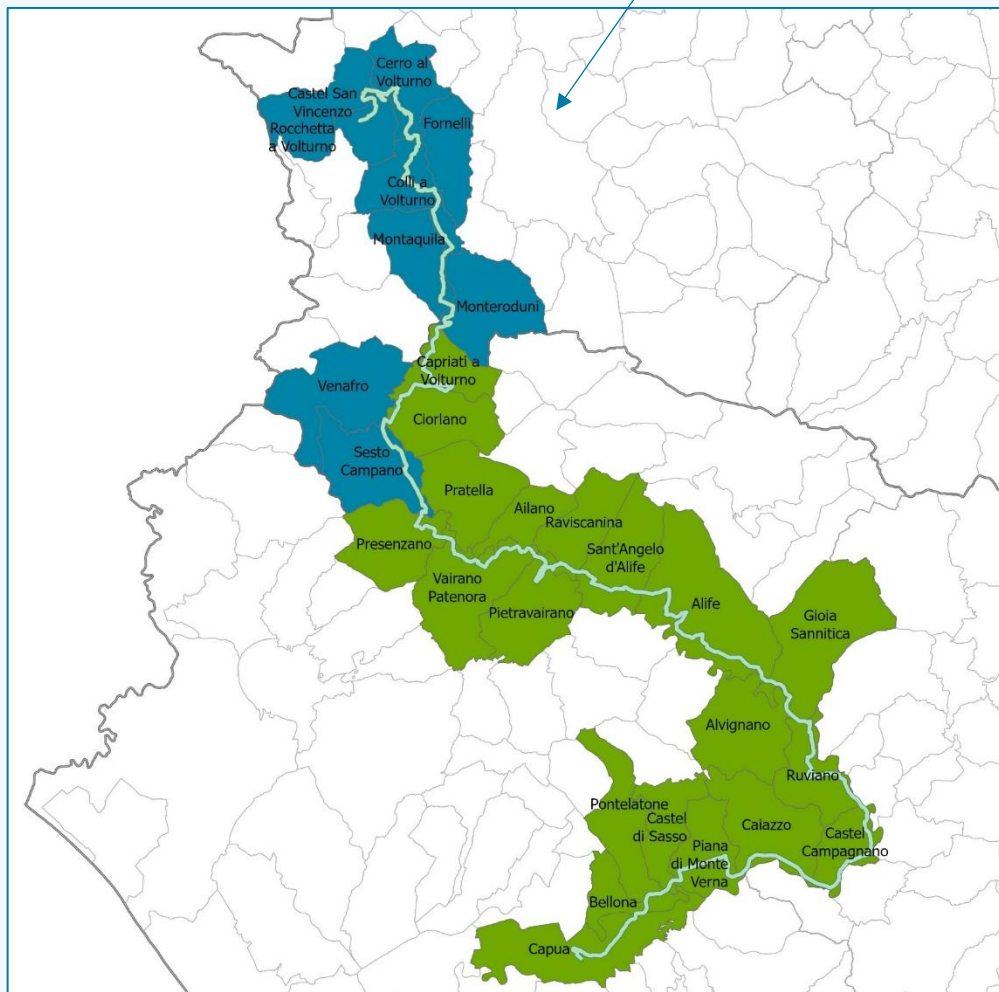 Cerro al
Volturno
Castel San
Vincenzo
Rocchetta
a Volturno
Fornelli
Colli a
Volturno
Montaquila
Monteroduni
Capriati a
Volturno
Venafro
Ciorlano
Sesto
Campano
Pratella
Ailano
Raviscanina
Presenzano
Sant'Angelo
d'Alife
Vairano
Patenora
Pietravairano
Alife
Gioia
Sannitica
Alvignano
Ruviano
Pontelatone
Castel
di Sasso
Caiazzo
Castel
Campagnano
Piana
di Monte
Verna
Bellona
Capua